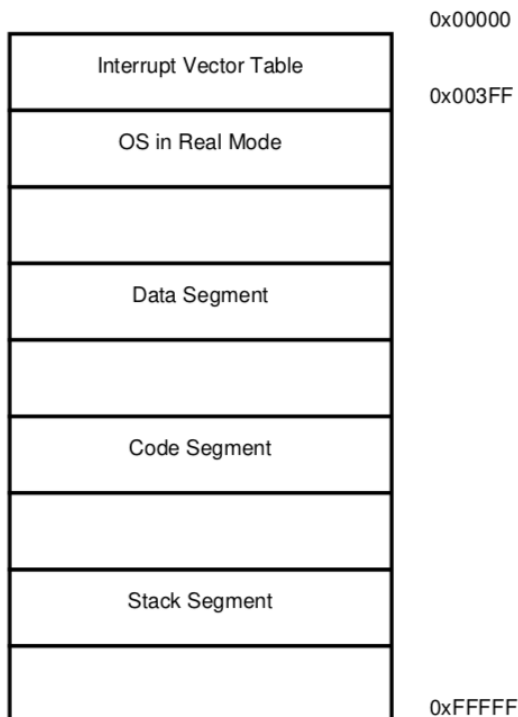 0x00000
Interrupt Vector Table
0x003FF
OS in Real Mode
Data Segment
Code Segment
Stack Segment
0xFFFFF